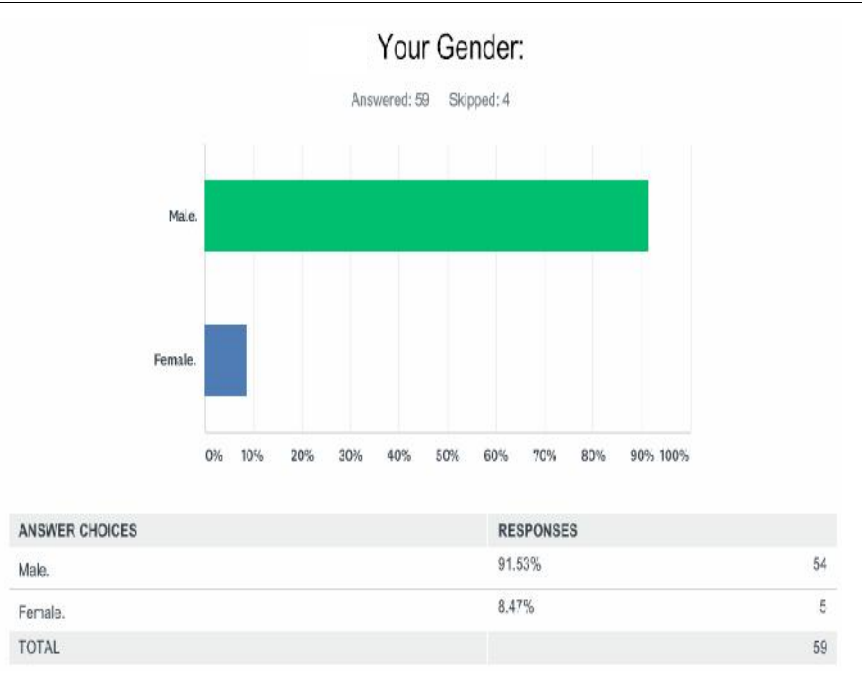 Your Gender:
Answered: 59 Skipped: 4
Male.
Female.
0% 10% 20% 30% 40% 50% 60% 70% 80% 90% 100%
ANSWER CHOICES RESPONSES
Male. 91.53% 54
Female. 8.47% 5
TOTAL 59